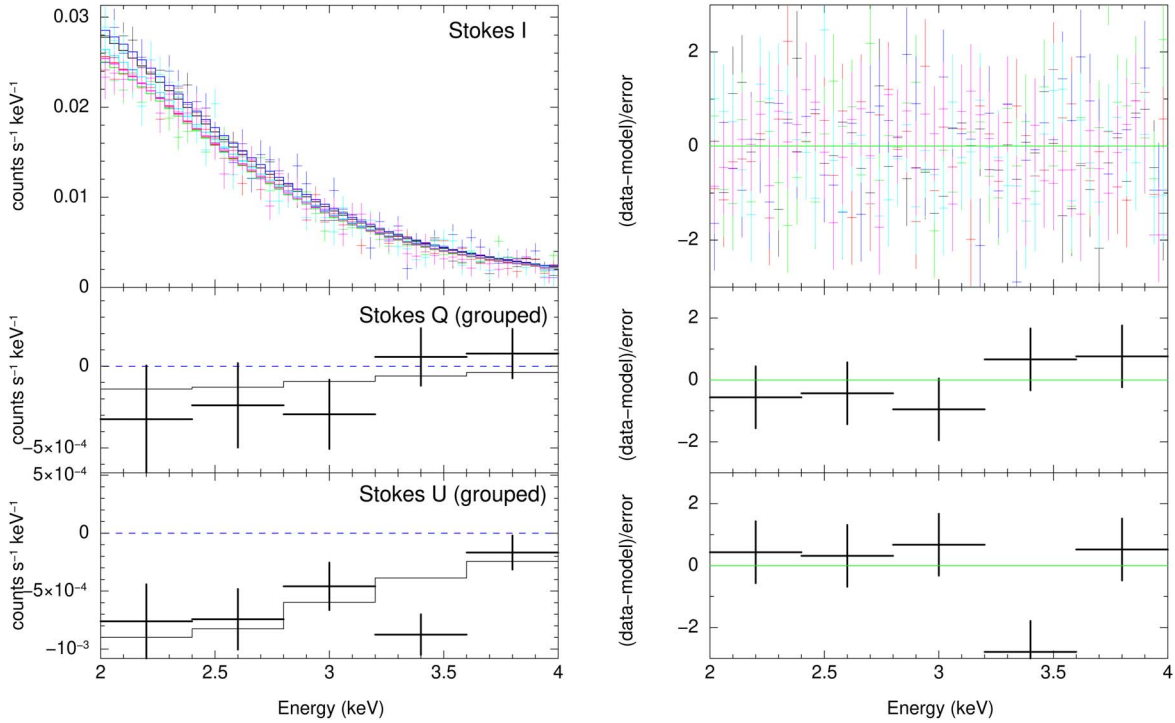 Stokes I
counts s⁻¹ keV⁻¹
0.03
0.02
0.01
0
Stokes Q (grouped)
counts s⁻¹ keV⁻¹
0
−5×10⁻⁴
Stokes U (grouped)
counts s⁻¹ keV⁻¹
5×10⁻⁴
0
−5×10⁻⁴
−10⁻³
2 2.5 3 3.5 4
Energy (keV)
(data−model)/error
2
0
−2
(data−model)/error
2
0
−2
(data−model)/error
2
0
−2
2 2.5 3 3.5 4
Energy (keV)